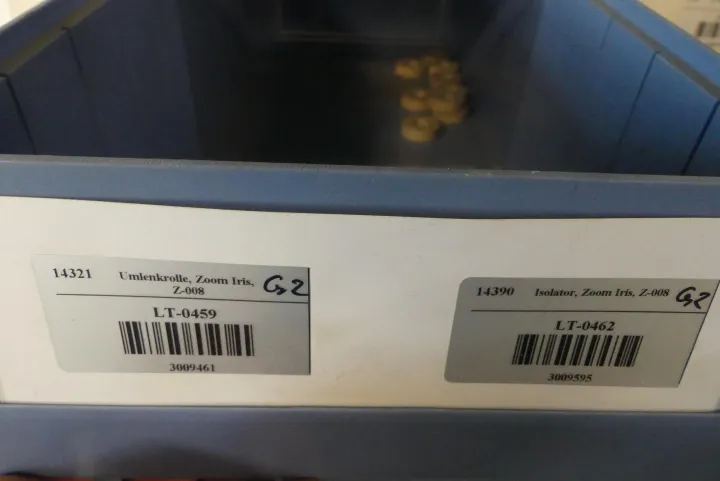 14321 Umlenkrolle, Zoom Iris,
Z-008
G2
LT-0459
3009461
14390 Isolator, Zoom Iris, Z-008 G2
LT-0462
3009595